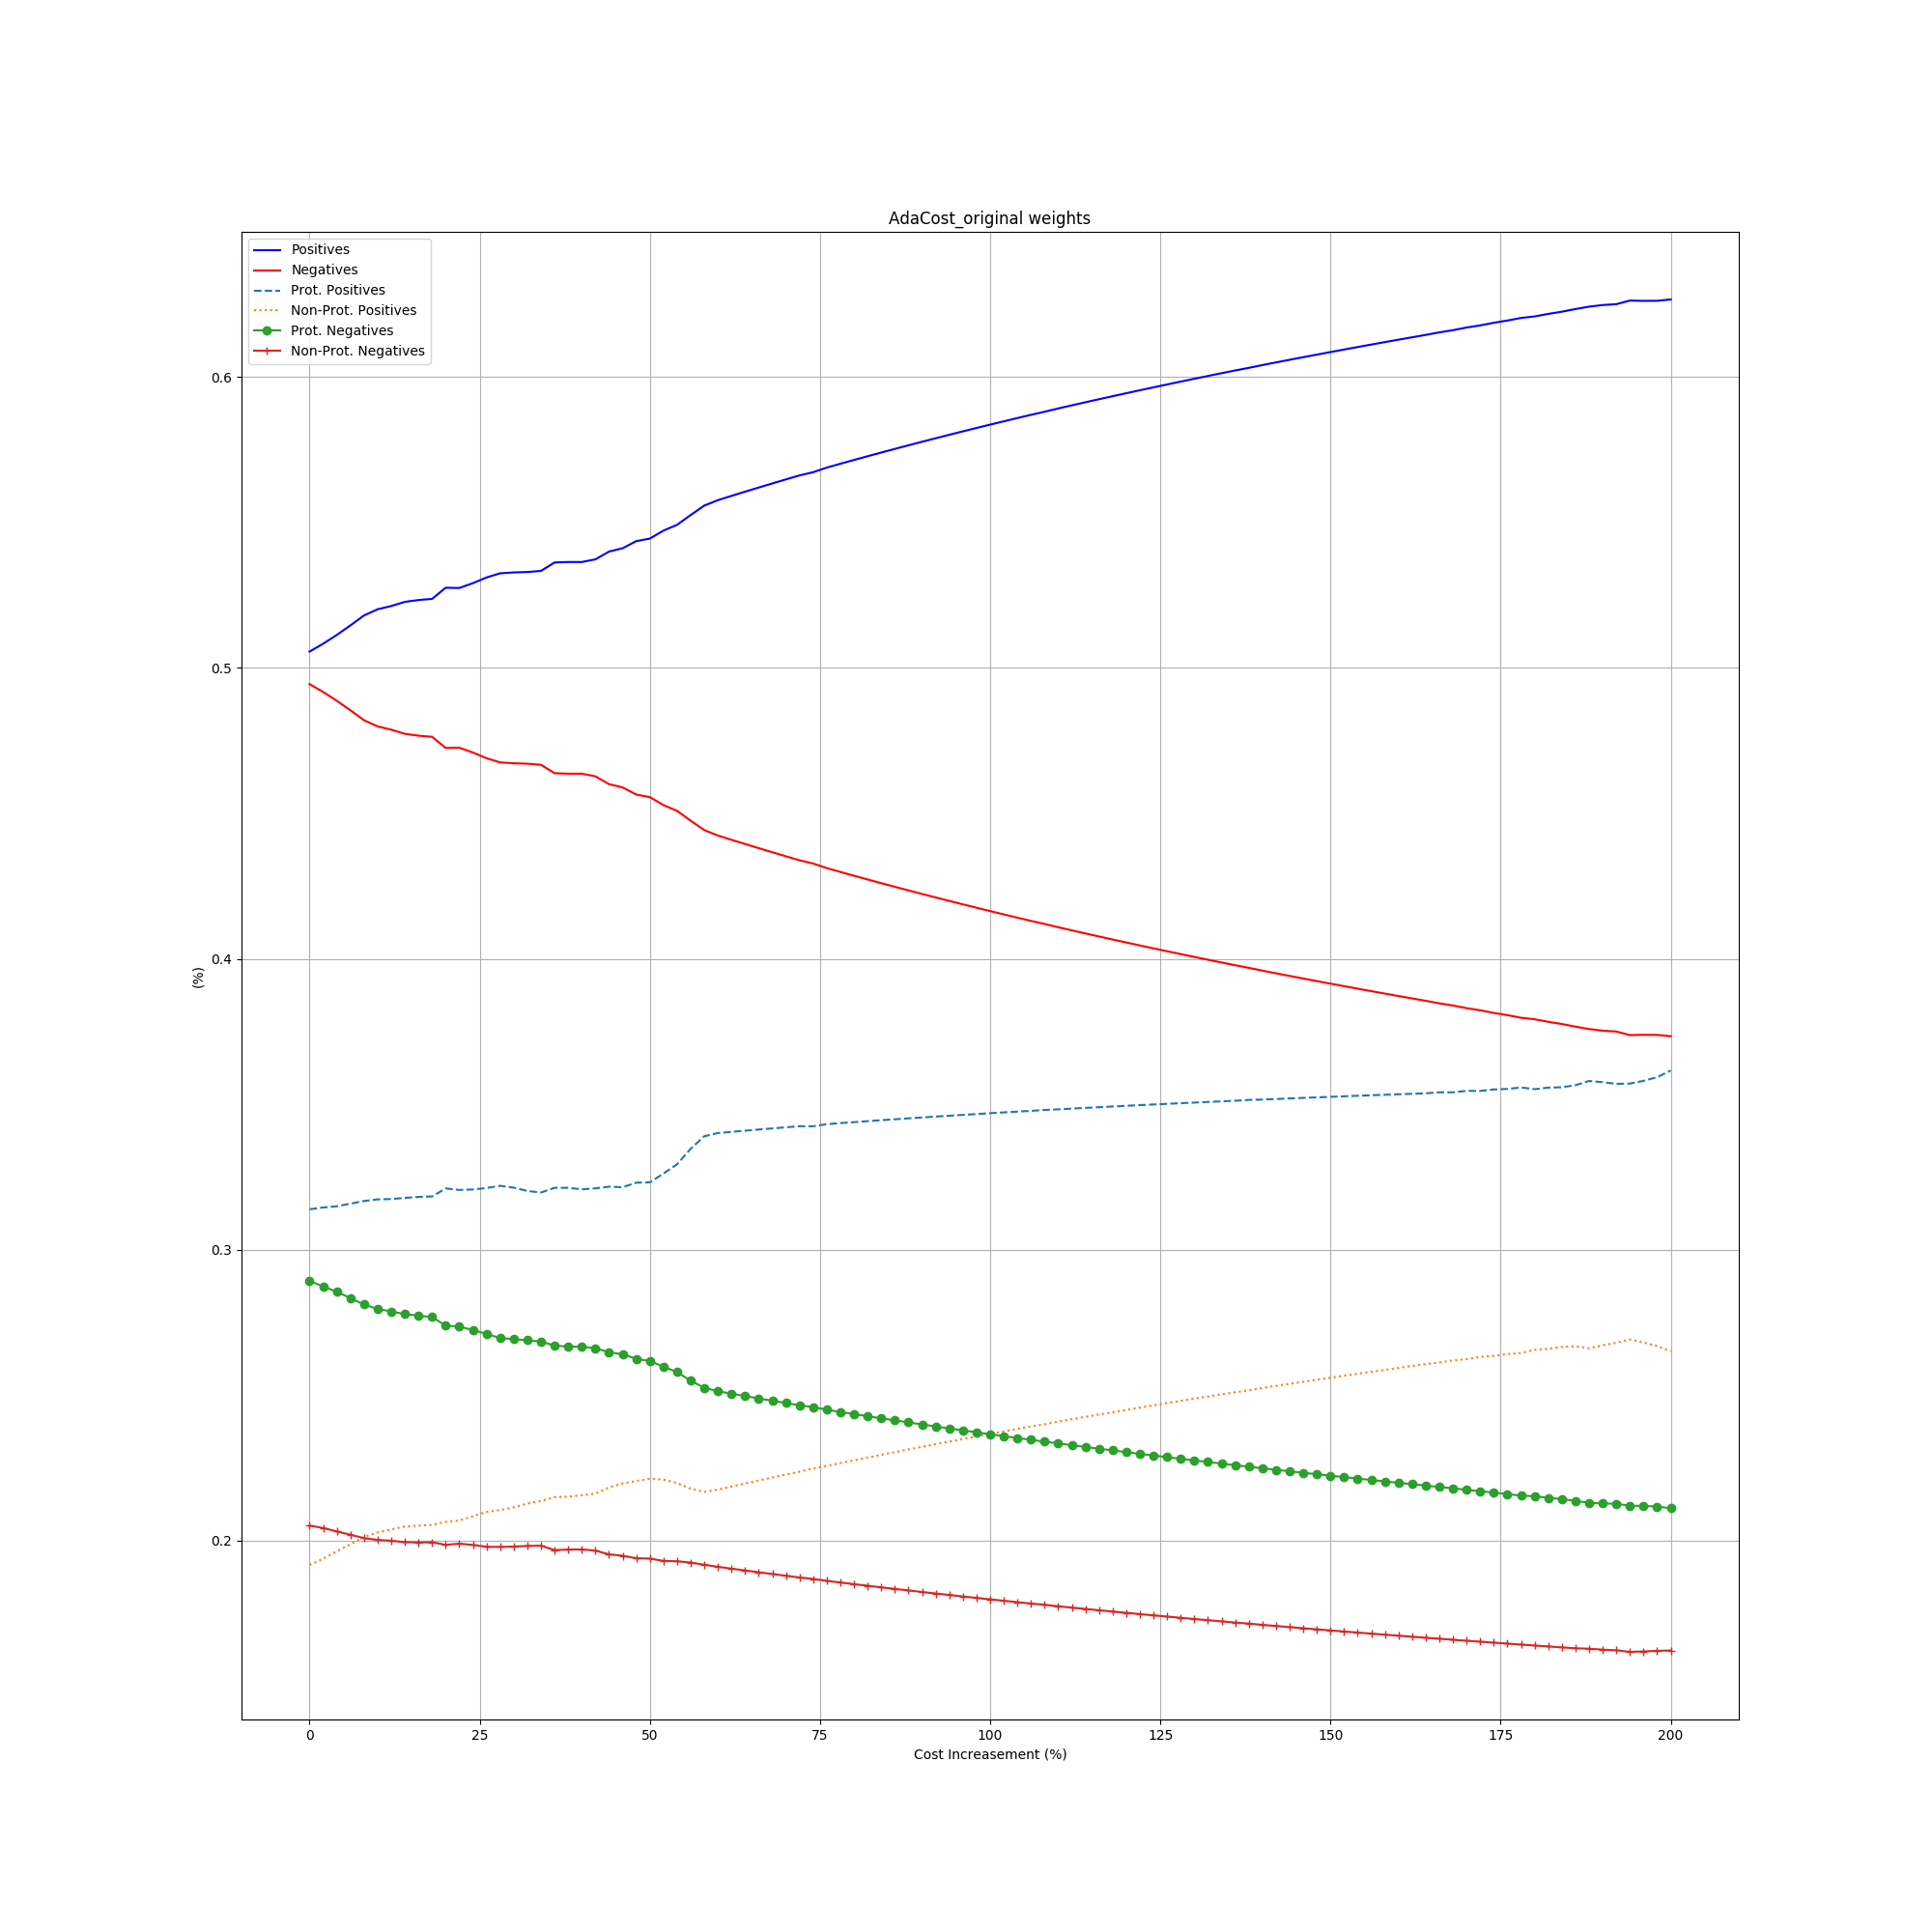 AdaCost_original weights
Positives
Negatives
Prot. Positives
Non-Prot. Positives
Prot. Negatives
Non-Prot. Negatives
0.6
0.5
0.4
0.3
0.2
(%)
0 25 50 75 100 125 150 175 200
Cost Increasement (%)